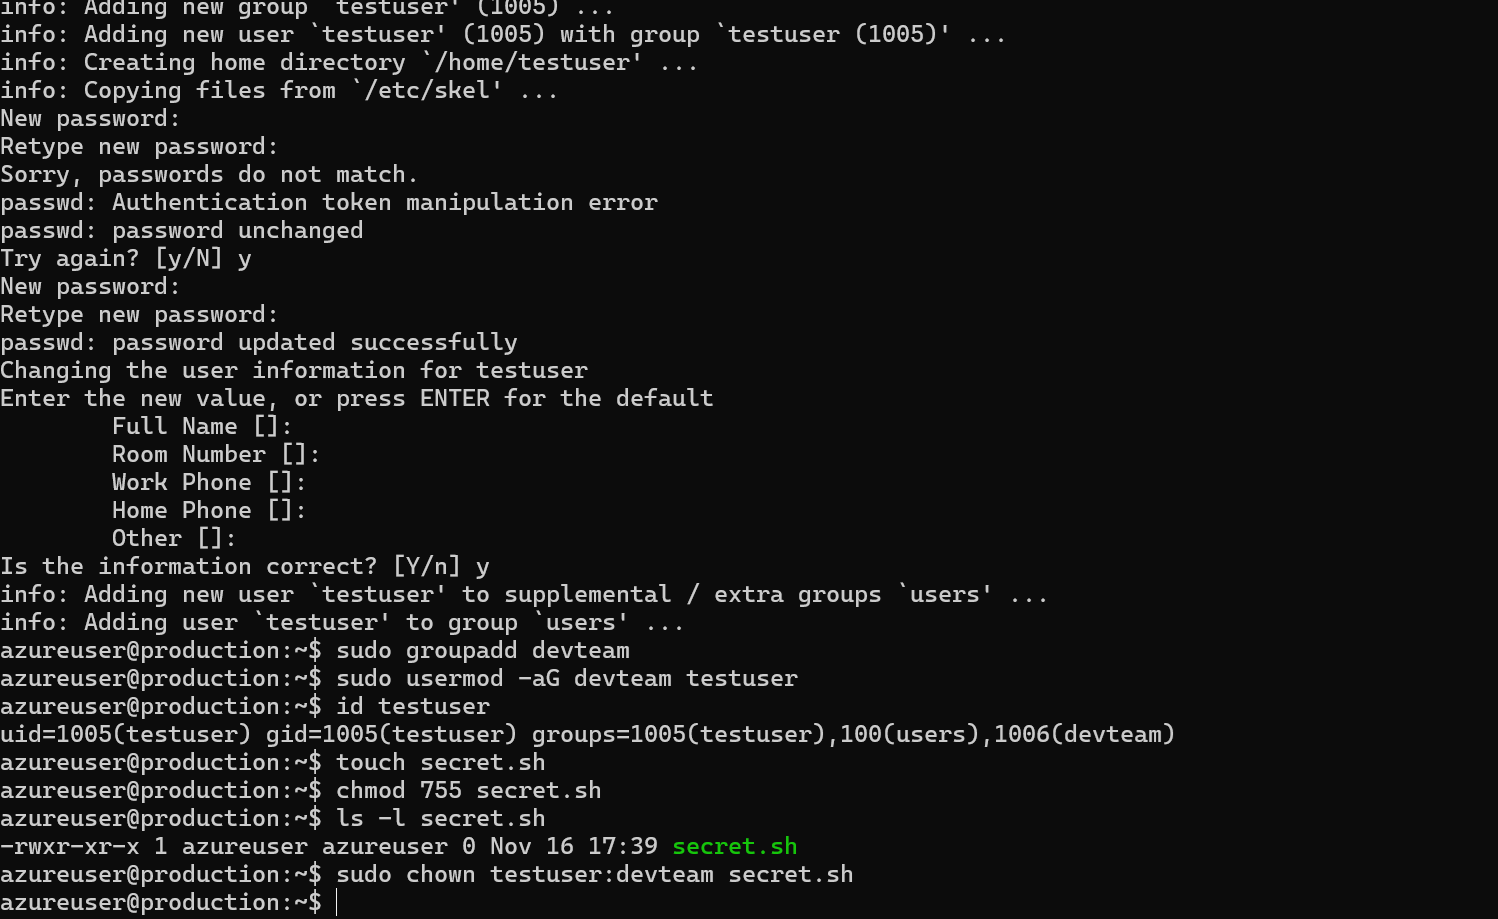 info: Adding new group `testuser' (1005) ...
info: Adding new user `testuser' (1005) with group `testuser (1005)' ...
info: Creating home directory `/home/testuser' ...
info: Copying files from `/etc/skel' ...
New password:
Retype new password:
Sorry, passwords do not match.
passwd: Authentication token manipulation error
passwd: password unchanged
Try again? [y/N] y
New password:
Retype new password:
passwd: password updated successfully
Changing the user information for testuser
Enter the new value, or press ENTER for the default
        Full Name []:
        Room Number []:
        Work Phone []:
        Home Phone []:
        Other []:
Is the information correct? [Y/n] y
info: Adding new user `testuser' to supplemental / extra groups `users' ...
info: Adding user `testuser' to group `users' ...
azureuser@production:~$ sudo groupadd devteam
azureuser@production:~$ sudo usermod -aG devteam testuser
azureuser@production:~$ id testuser
uid=1005(testuser) gid=1005(testuser) groups=1005(testuser),100(users),1006(devteam)
azureuser@production:~$ touch secret.sh
azureuser@production:~$ chmod 755 secret.sh
azureuser@production:~$ ls -l secret.sh
-rwxr-xr-x 1 azureuser azureuser 0 Nov 16 17:39 secret.sh
azureuser@production:~$ sudo chown testuser:devteam secret.sh
azureuser@production:~$